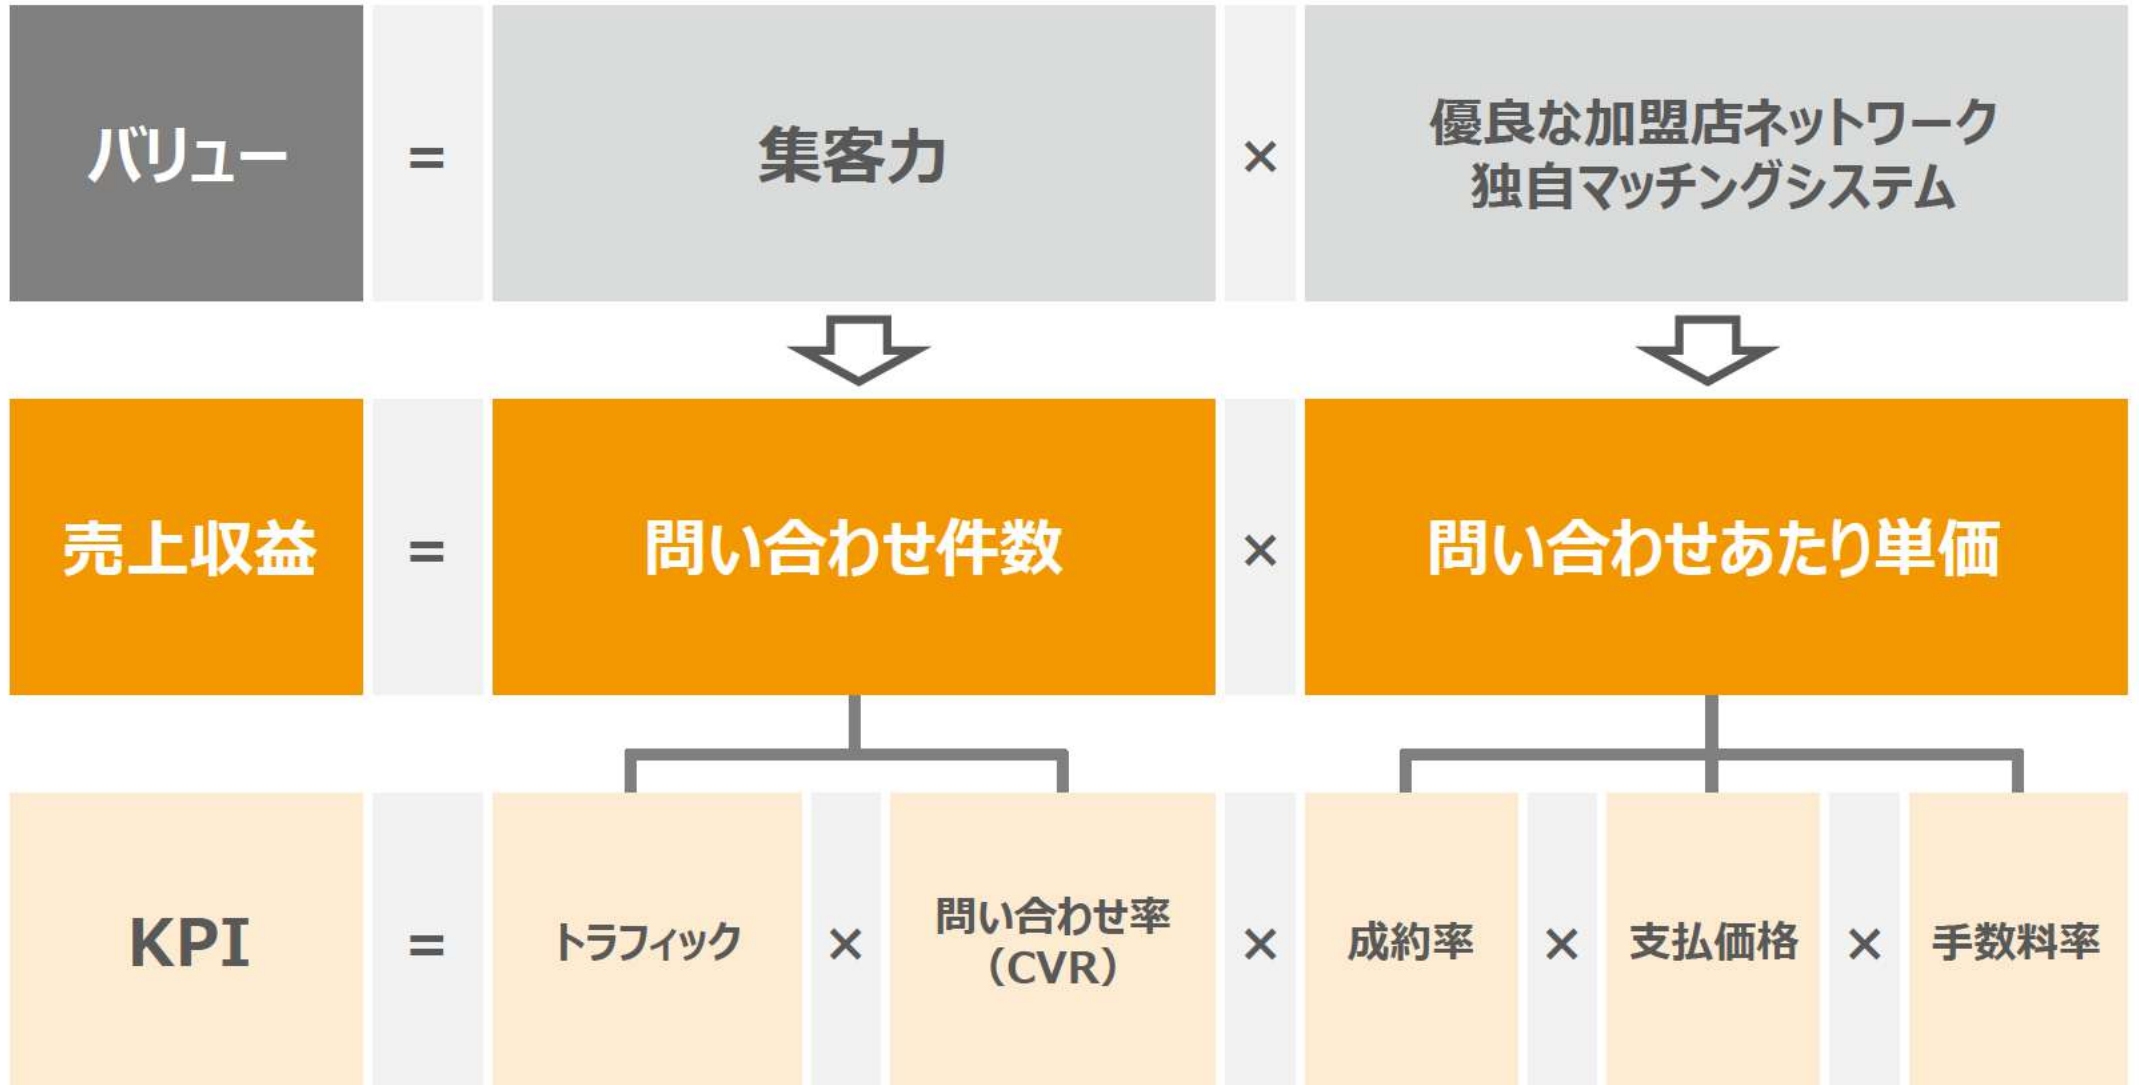 バリュー
=
集客力
×
優良な加盟店ネットワーク
独自マッチングシステム
売上収益
=
問い合わせ件数
×
問い合わせあたり単価
KPI
=
トラフィック
×
問い合わせ率
（CVR）
×
成約率
×
支払価格
×
手数料率